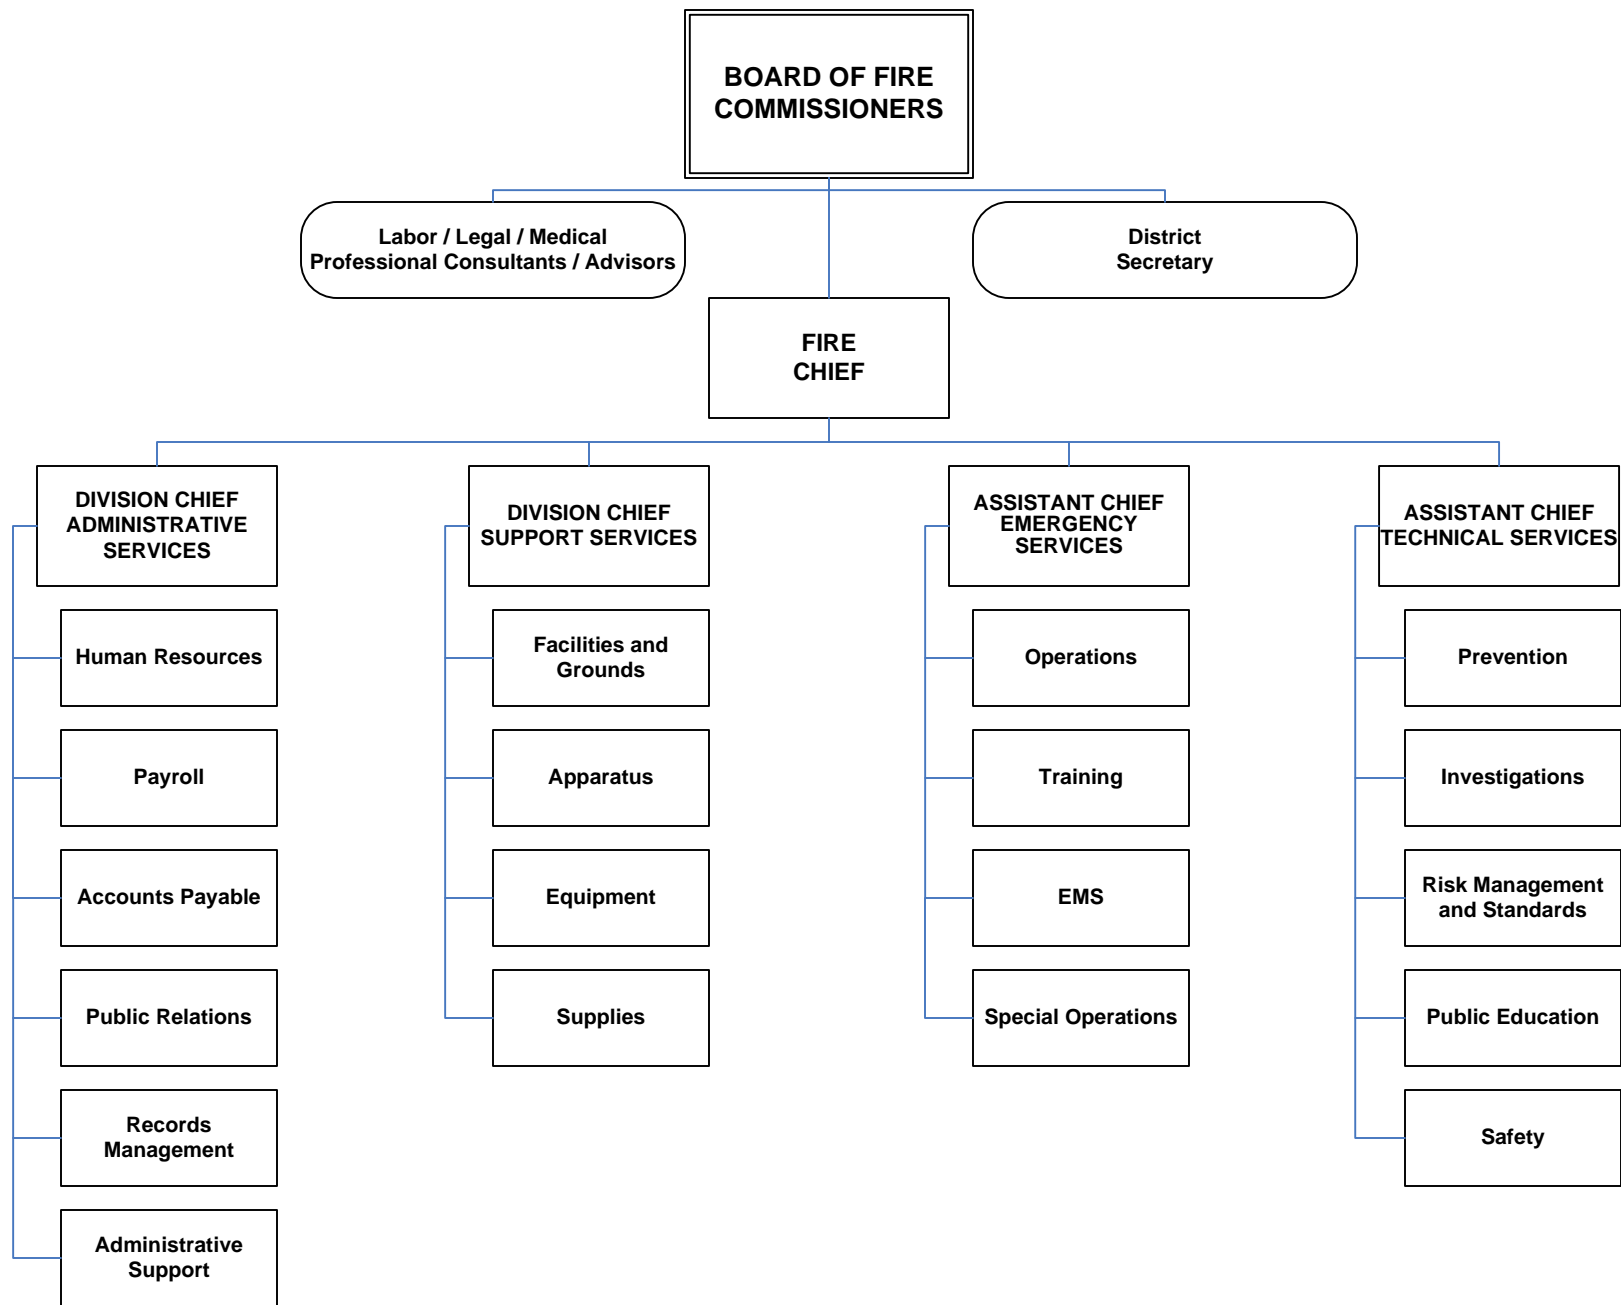 BOARD OF FIRE
COMMISSIONERS
Labor / Legal / Medical
Professional Consultants / Advisors
District
Secretary
FIRE
CHIEF
DIVISION CHIEF
ADMINISTRATIVE
SERVICES
Human Resources
Payroll
Accounts Payable
Public Relations
Records
Management
Administrative
Support
DIVISION CHIEF
SUPPORT SERVICES
Facilities and
Grounds
Apparatus
Equipment
Supplies
ASSISTANT CHIEF
EMERGENCY
SERVICES
Operations
Training
EMS
Special Operations
ASSISTANT CHIEF
TECHNICAL SERVICES
Prevention
Investigations
Risk Management
and Standards
Public Education
Safety